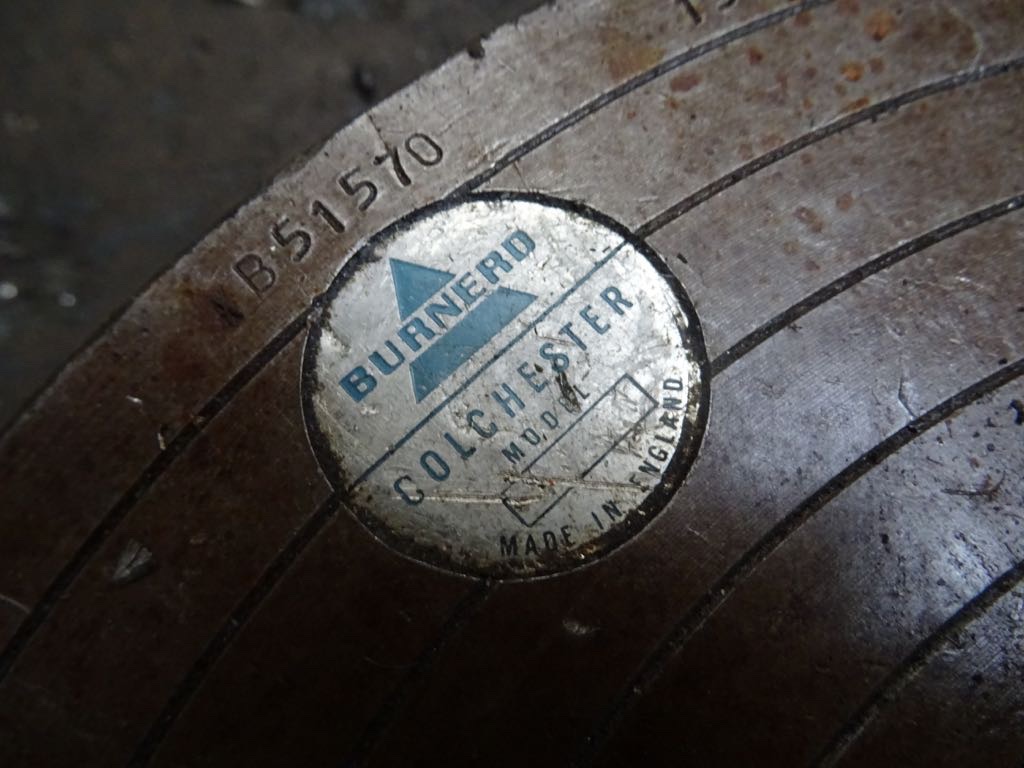 B51570
BURNERD
COLCHESTER
MODEL
MADE IN ENGLAND